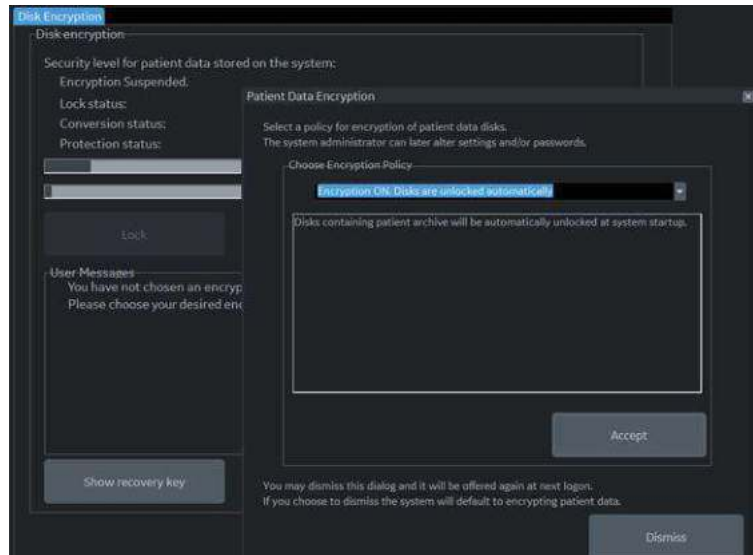 Disk Encryption
Disk encryption
Security level for patient data stored on the system:
Encryption Suspended.
Lock status:
Conversion status:
Protection status:
Lock
User Messages
You have not chosen an encryp
Please choose your desired en
Show recovery key
Patient Data Encryption
Select a policy for encryption of patient data disks.
The system administrator can later alter settings and/or passwords.
Choose Encryption Policy
Encryption ON. Disks are unlocked automatically
Disks containing patient archive will be automatically unlocked at system startup.
Accept
You may dismiss this dialog and it will be offered again at next logon.
If you choose to dismiss the system will default to encrypting patient data.
Dismiss